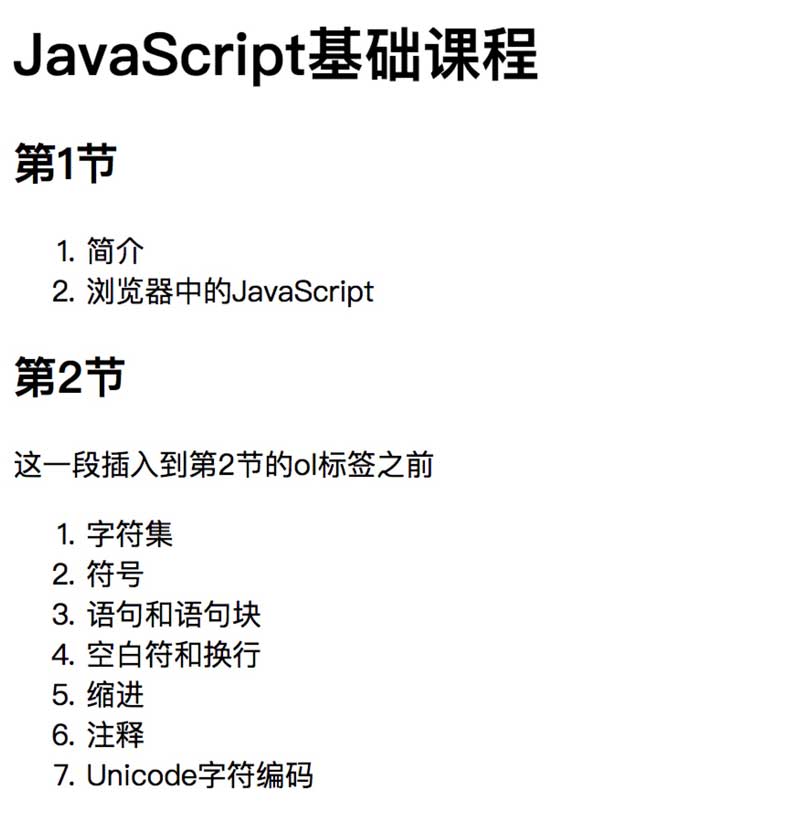 JavaScript基础课程
第1节
1. 简介
2. 浏览器中的JavaScript
第2节
这一段插入到第2节的ol标签之前
1. 字符集
2. 符号
3. 语句和语句块
4. 空白符和换行
5. 缩进
6. 注释
7. Unicode字符编码